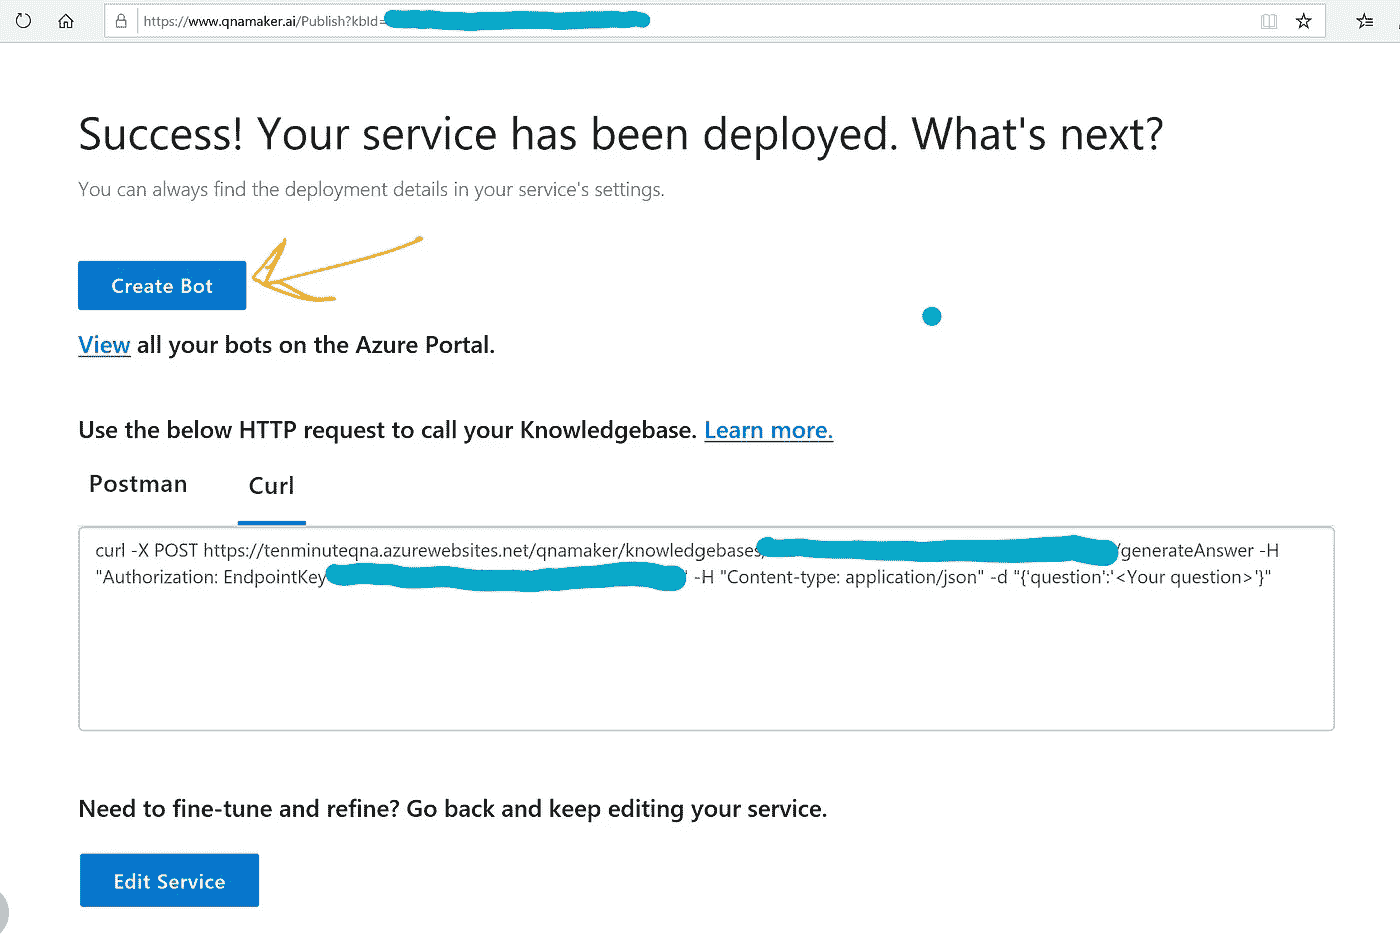 https://www.qnamaker.ai/Publish?kbId=
Success! Your service has been deployed. What's next?
You can always find the deployment details in your service's settings.
Create Bot
View all your bots on the Azure Portal.
Use the below HTTP request to call your Knowledgebase. Learn more.
Postman Curl
curl -X POST https://tenminuteqna.azurewebsites.net/qnamaker/knowledgebases/ /generateAnswer -H
"Authorization: EndpointKey " -H "Content-type: application/json" -d "{'question':'<Your question>'}"
Need to fine-tune and refine? Go back and keep editing your service.
Edit Service